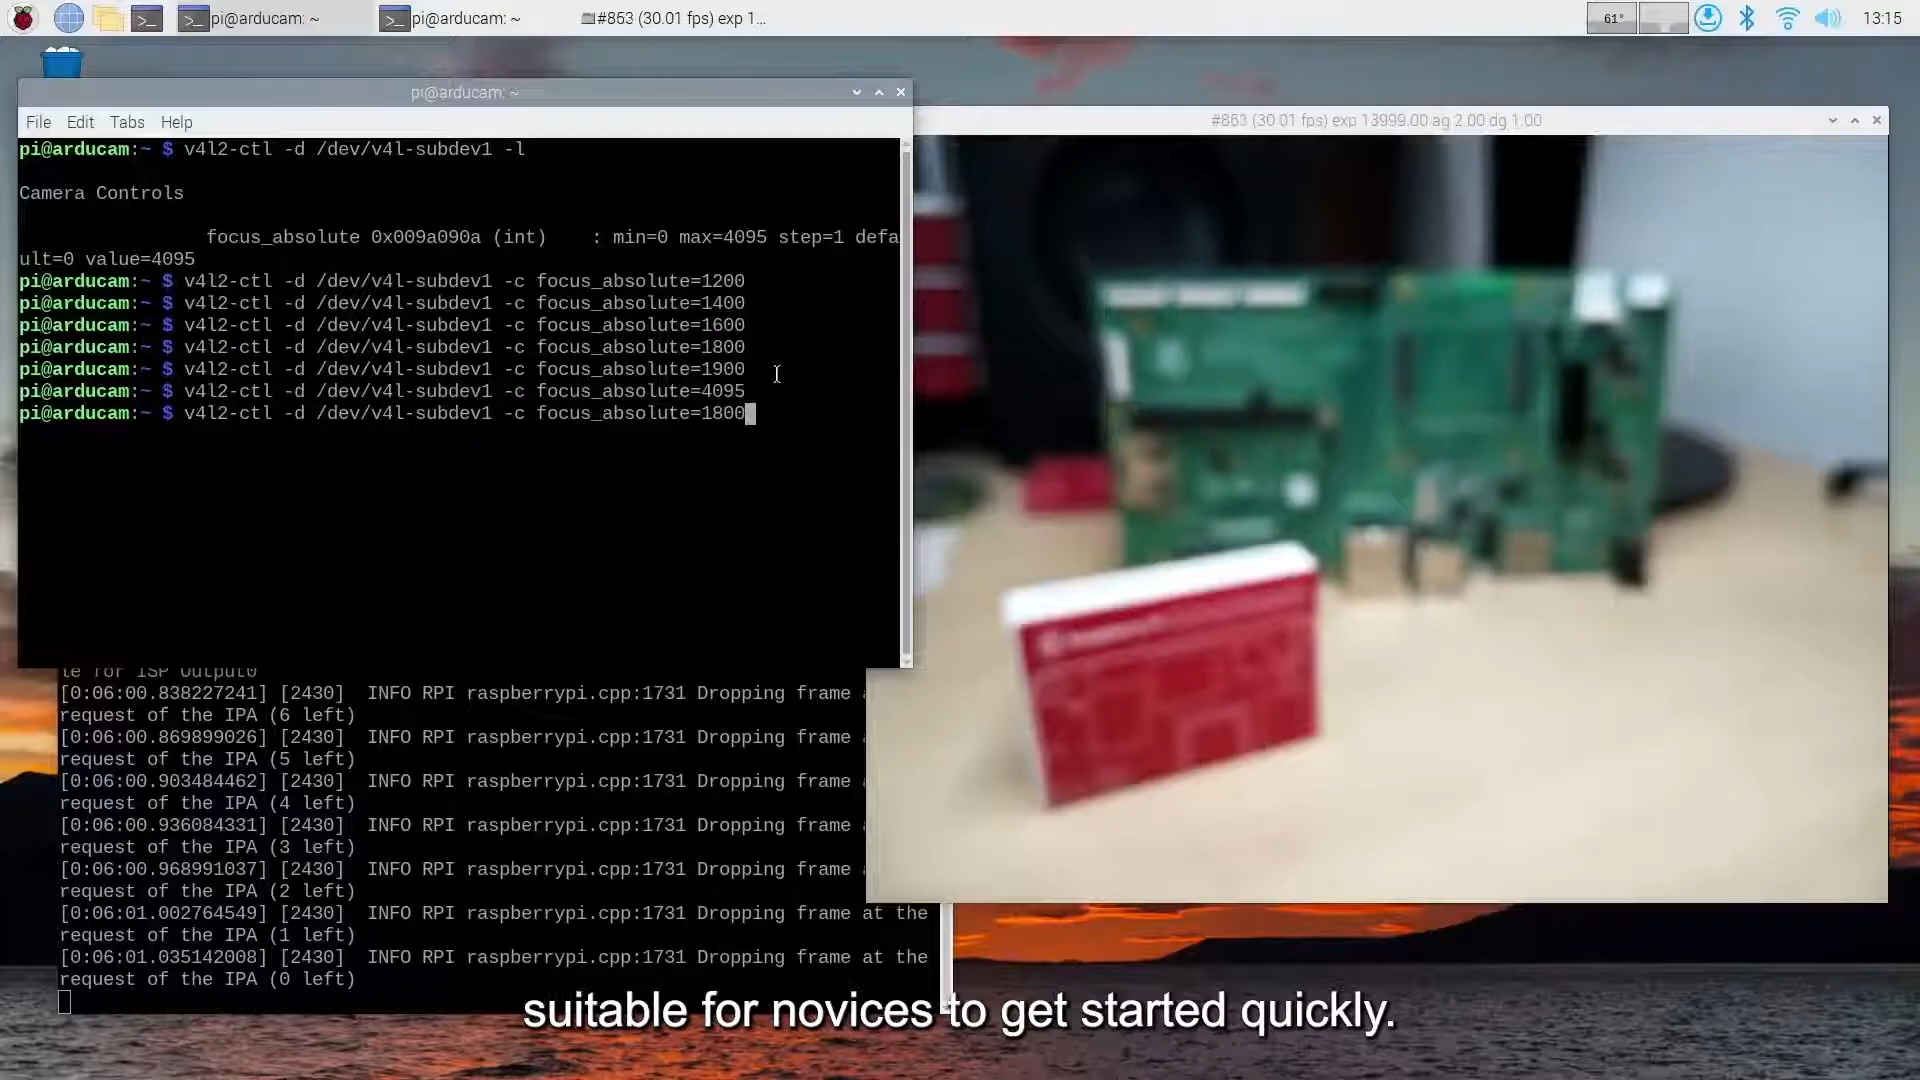 pi@arducam: ~
pi@arducam: ~
#853 (30.01 fps) exp 1...
61°
13:15
pi@arducam: ~
File Edit Tabs Help
pi@arducam:~ $ v4l2-ctl -d /dev/v4l-subdev1 -l
Camera Controls
focus_absolute 0x009a090a (int) : min=0 max=4095 step=1 defa
ult=0 value=4095
pi@arducam:~ $ v4l2-ctl -d /dev/v4l-subdev1 -c focus_absolute=1200
pi@arducam:~ $ v4l2-ctl -d /dev/v4l-subdev1 -c focus_absolute=1400
pi@arducam:~ $ v4l2-ctl -d /dev/v4l-subdev1 -c focus_absolute=1600
pi@arducam:~ $ v4l2-ctl -d /dev/v4l-subdev1 -c focus_absolute=1800
pi@arducam:~ $ v4l2-ctl -d /dev/v4l-subdev1 -c focus_absolute=1900
pi@arducam:~ $ v4l2-ctl -d /dev/v4l-subdev1 -c focus_absolute=4095
pi@arducam:~ $ v4l2-ctl -d /dev/v4l-subdev1 -c focus_absolute=1800
#853 (30.01 fps) exp 13999.00 ag 2.00 dg 1.00
le for ISP Output0
[0:06:00.838227241] [2430] INFO RPI raspberrypi.cpp:1731 Dropping frame
request of the IPA (6 left)
[0:06:00.869899026] [2430] INFO RPI raspberrypi.cpp:1731 Dropping frame
request of the IPA (5 left)
[0:06:00.903484462] [2430] INFO RPI raspberrypi.cpp:1731 Dropping frame
request of the IPA (4 left)
[0:06:00.936084331] [2430] INFO RPI raspberrypi.cpp:1731 Dropping frame
request of the IPA (3 left)
[0:06:00.968991037] [2430] INFO RPI raspberrypi.cpp:1731 Dropping frame
request of the IPA (2 left)
[0:06:01.002764549] [2430] INFO RPI raspberrypi.cpp:1731 Dropping frame at the
request of the IPA (1 left)
[0:06:01.035142008] [2430] INFO RPI raspberrypi.cpp:1731 Dropping frame at the
request of the IPA (0 left)
suitable for novices to get started quickly.